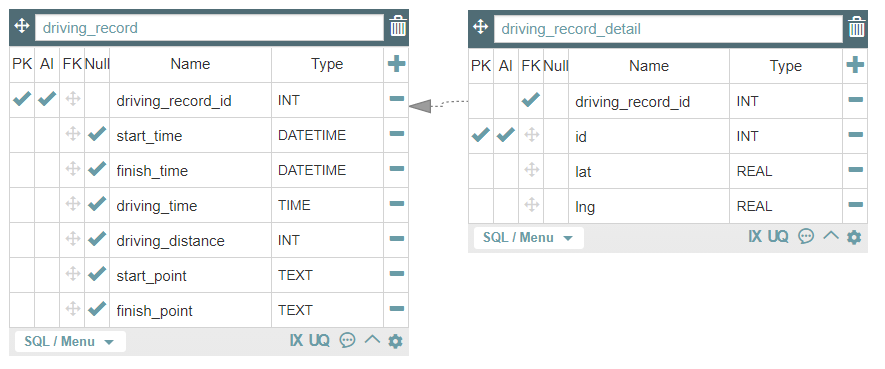 driving_record
PK AI FK Null Name Type
driving_record_id INT
start_time DATETIME
finish_time DATETIME
driving_time TIME
driving_distance INT
start_point TEXT
finish_point TEXT
SQL / Menu IX UQ
driving_record_detail
PK AI FK Null Name Type
driving_record_id INT
id INT
lat REAL
lng REAL
SQL / Menu IX UQ